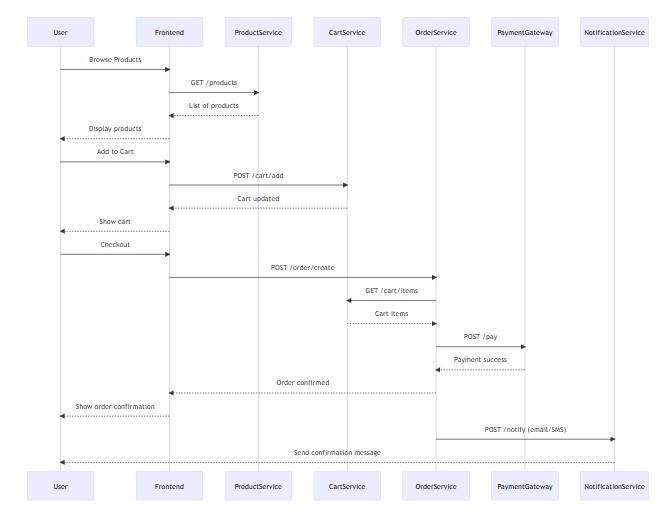 User Frontend ProductService CartService OrderService PaymentGateway NotificationService
Browse Products
GET /products
List of products
Display products
Add to Cart
POST /cart/add
Cart updated
Show cart
Checkout
POST /order/create
GET /cart/items
Cart items
POST /pay
Payment success
Order confirmed
Show order confirmation
POST /notify (email/SMS)
Send confirmation message
User Frontend ProductService CartService OrderService PaymentGateway NotificationService